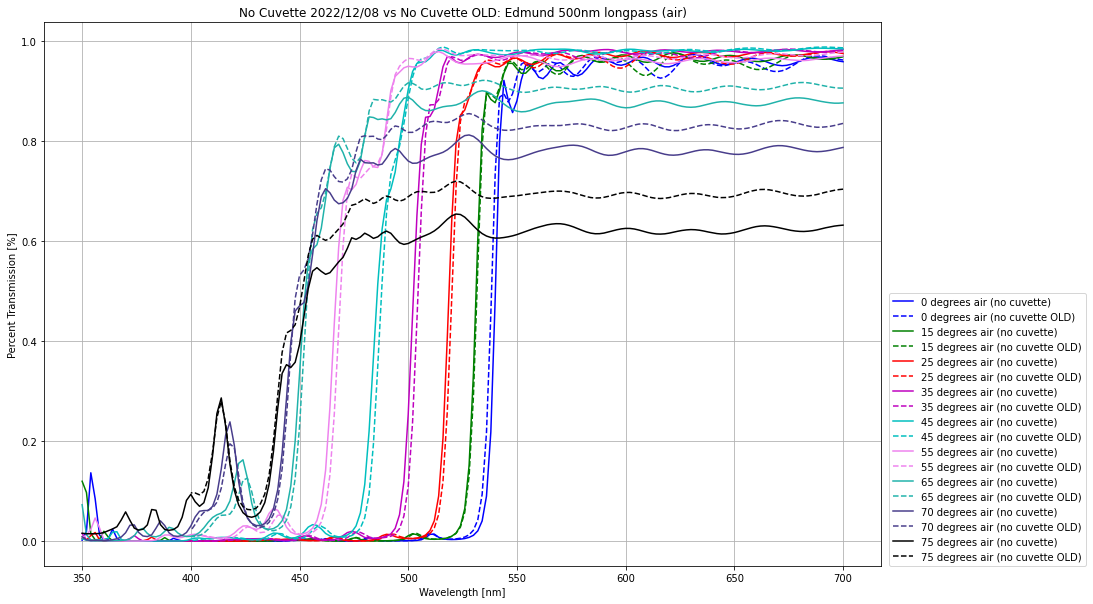 No Cuvette 2022/12/08 vs No Cuvette OLD: Edmund 500nm longpass (air)
Percent Transmission [%]
1.0
0.8
0.6
0.4
0.2
0.0
350
400
450
500
550
600
650
700
Wavelength [nm]
0 degrees air (no cuvette)
0 degrees air (no cuvette OLD)
15 degrees air (no cuvette)
15 degrees air (no cuvette OLD)
25 degrees air (no cuvette)
25 degrees air (no cuvette OLD)
35 degrees air (no cuvette)
35 degrees air (no cuvette OLD)
45 degrees air (no cuvette)
45 degrees air (no cuvette OLD)
55 degrees air (no cuvette)
55 degrees air (no cuvette OLD)
65 degrees air (no cuvette)
65 degrees air (no cuvette OLD)
70 degrees air (no cuvette)
70 degrees air (no cuvette OLD)
75 degrees air (no cuvette)
75 degrees air (no cuvette OLD)